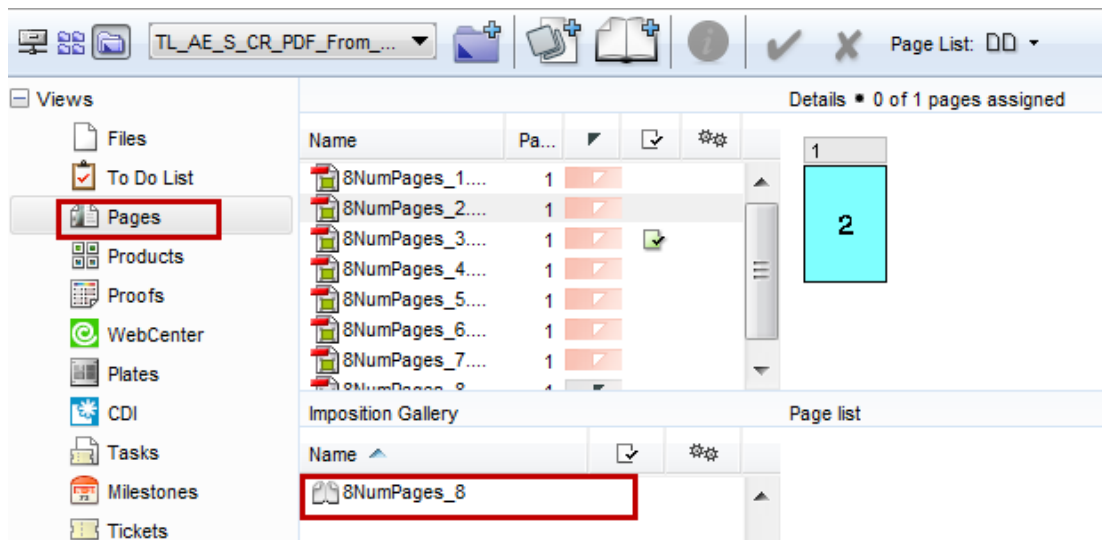 TL_AE_S_CR_PDF_From_... Page List:
Views
Files
To Do List
Pages
Products
Proofs
WebCenter
Plates
CDI
Tasks
Milestones
Tickets
Name Pa...
8NumPages_1.... 1
8NumPages_2.... 1
8NumPages_3.... 1
8NumPages_4.... 1
8NumPages_5.... 1
8NumPages_6.... 1
8NumPages_7.... 1
8NumPages_8 1
Imposition Gallery
Name
8NumPages_8
Details • 0 of 1 pages assigned
1
2
Page list